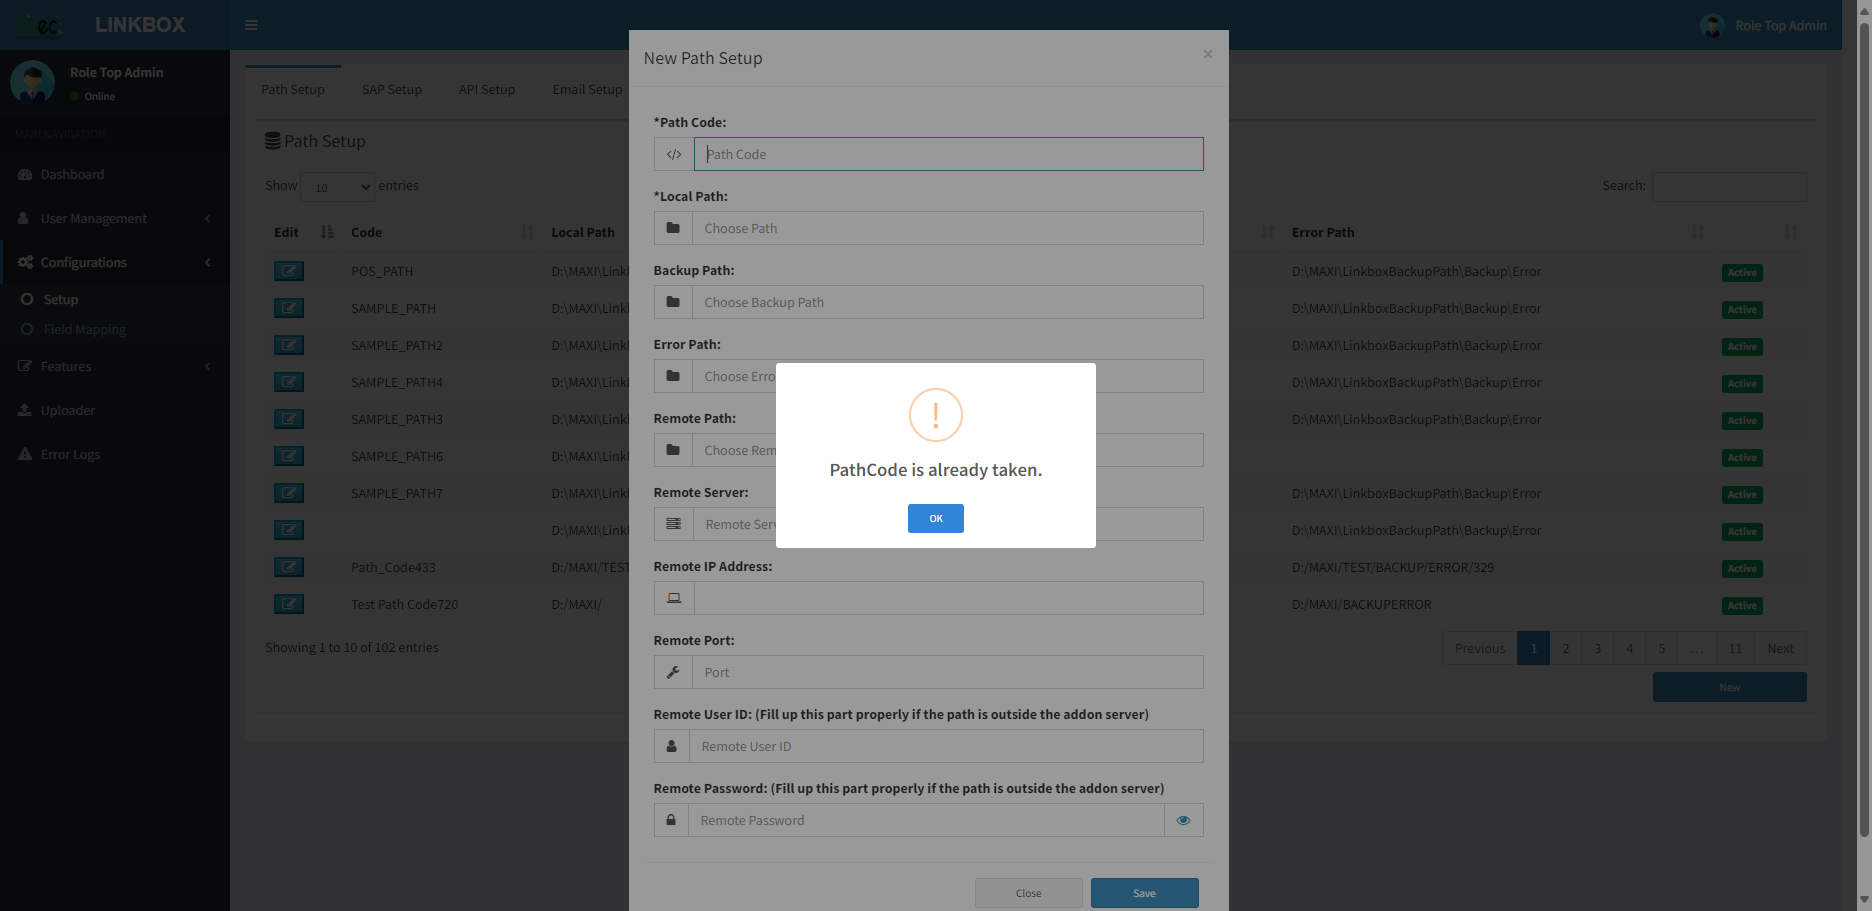 ec
LINKBOX
Role Top Admin
Role Top Admin
Online
MAIN NAVIGATION
Dashboard
User Management
Configurations
Setup
Field Mapping
Features
Uploader
Error Logs
Path Setup
SAP Setup
API Setup
Email Setup
Path Setup
Show 10 entries
Search:
Edit Code Local Path Error Path
POS_PATH D:\MAXI\Link D:\MAXI\LinkboxBackupPath\Backup\Error Active
SAMPLE_PATH D:\MAXI\Link D:\MAXI\LinkboxBackupPath\Backup\Error Active
SAMPLE_PATH2 D:\MAXI\Link D:\MAXI\LinkboxBackupPath\Backup\Error Active
SAMPLE_PATH4 D:\MAXI\Link D:\MAXI\LinkboxBackupPath\Backup\Error Active
SAMPLE_PATH3 D:\MAXI\Link D:\MAXI\LinkboxBackupPath\Backup\Error Active
SAMPLE_PATH6 D:\MAXI\Link Active
SAMPLE_PATH7 D:\MAXI\Link D:\MAXI\LinkboxBackupPath\Backup\Error Active
D:\MAXI\Link D:\MAXI\LinkboxBackupPath\Backup\Error Active
Path_Code433 D:/MAXI/TEST D:/MAXI/TEST/BACKUP/ERROR/329 Active
Test Path Code720 D:/MAXI/ D:/MAXI/BACKUPERROR Active
Showing 1 to 10 of 102 entries
Previous 1 2 3 4 5 … 11 Next
New
New Path Setup
×
*Path Code:
Path Code
*Local Path:
Choose Path
Backup Path:
Choose Backup Path
Error Path:
Choose Erro
Remote Path:
Choose Rem
Remote Server:
Remote Serv
Remote IP Address:
Remote Port:
Port
Remote User ID: (Fill up this part properly if the path is outside the addon server)
Remote User ID
Remote Password: (Fill up this part properly if the path is outside the addon server)
Remote Password
Close
Save
!
PathCode is already taken.
OK